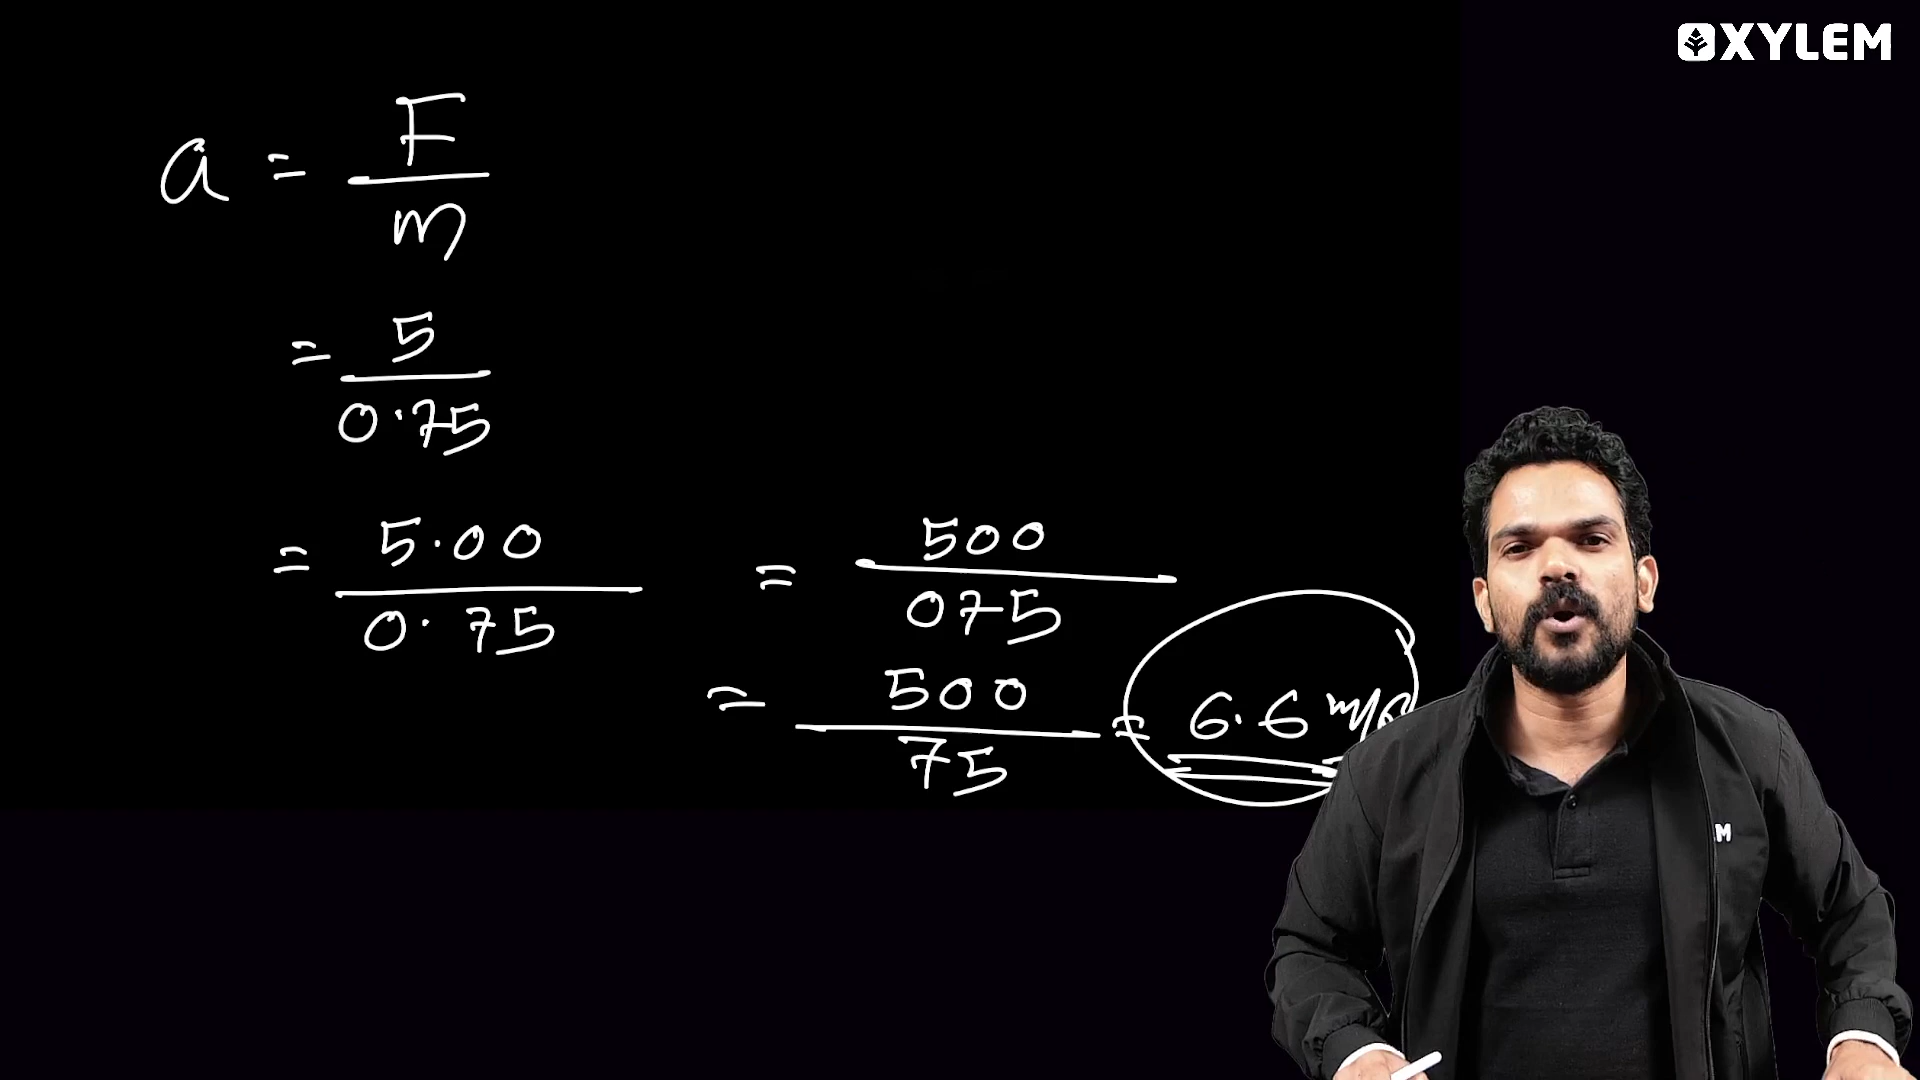 XYLEM
a = F/m
= 5/0.75
= 5.00/0.75 = 500/075
= 500/75 = 6.6
M